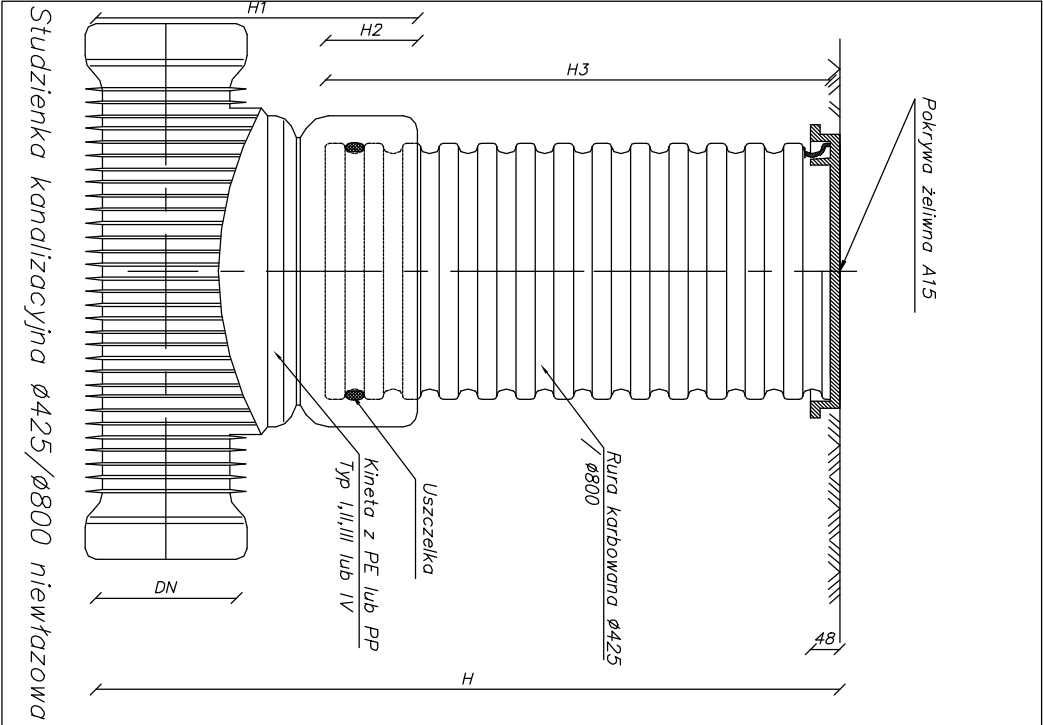 H1
H2
H3
Pokrywa żeliwna A15
Rura karbowana ø425
/ ø800
Uszczelka
Kineta z PE lub PP
Typ I,II,III lub IV
DN
48
H
Studzienka kanalizacyjna ø425/ø800 niewłazowa